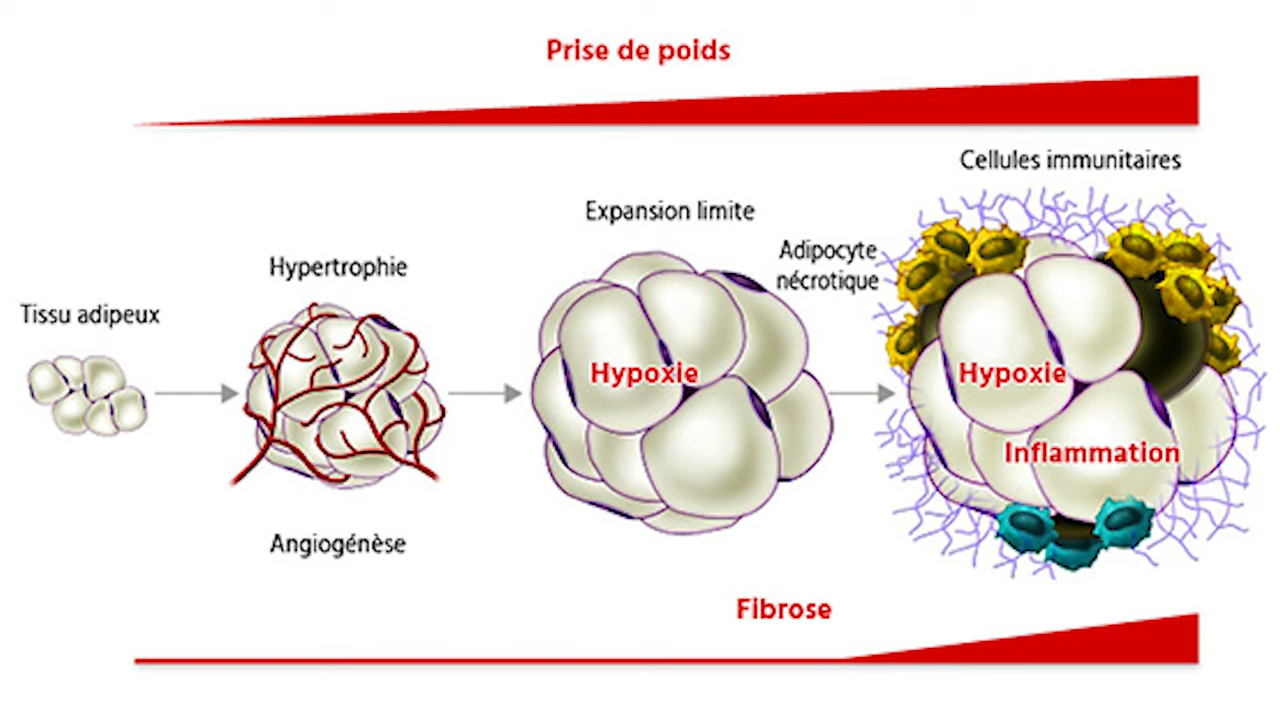 Prise de poids
Cellules immunitaires
Expansion limite
Adipocyte
nécrotique
Hypertrophie
Tissu adipeux
Hypoxie
Hypoxie
Inflammation
Angiogénèse
Fibrose